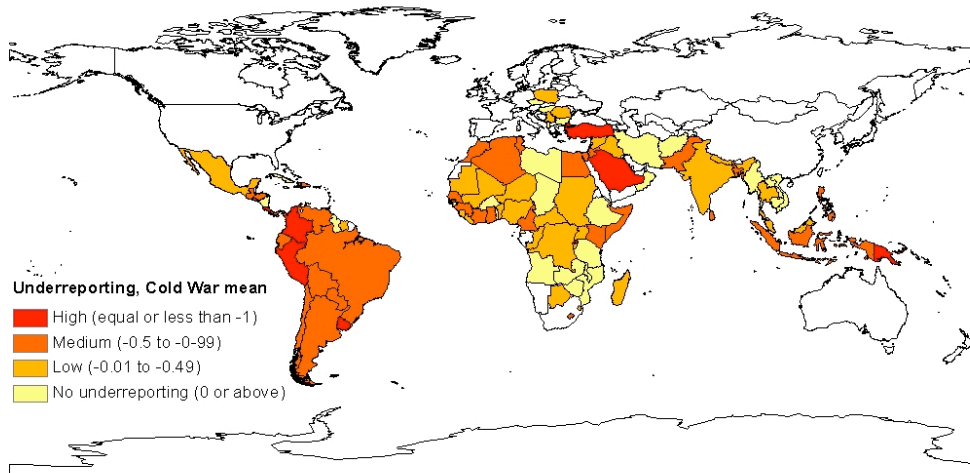 Underreporting, Cold War mean
High (equal or less than -1)
Medium (-0.5 to -0-99)
Low (-0.01 to -0.49)
No underreporting (0 or above)